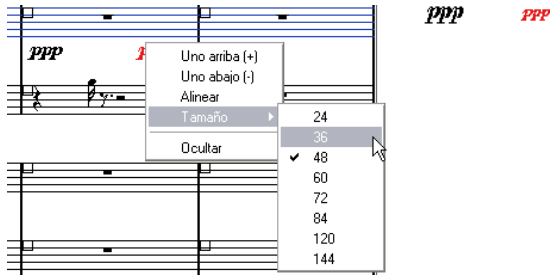 ppp ppp
ppp
Uno arriba (+)
Uno abajo (-)
Alinear
Tamaño
Ocultar
24
36
48
60
72
84
120
144